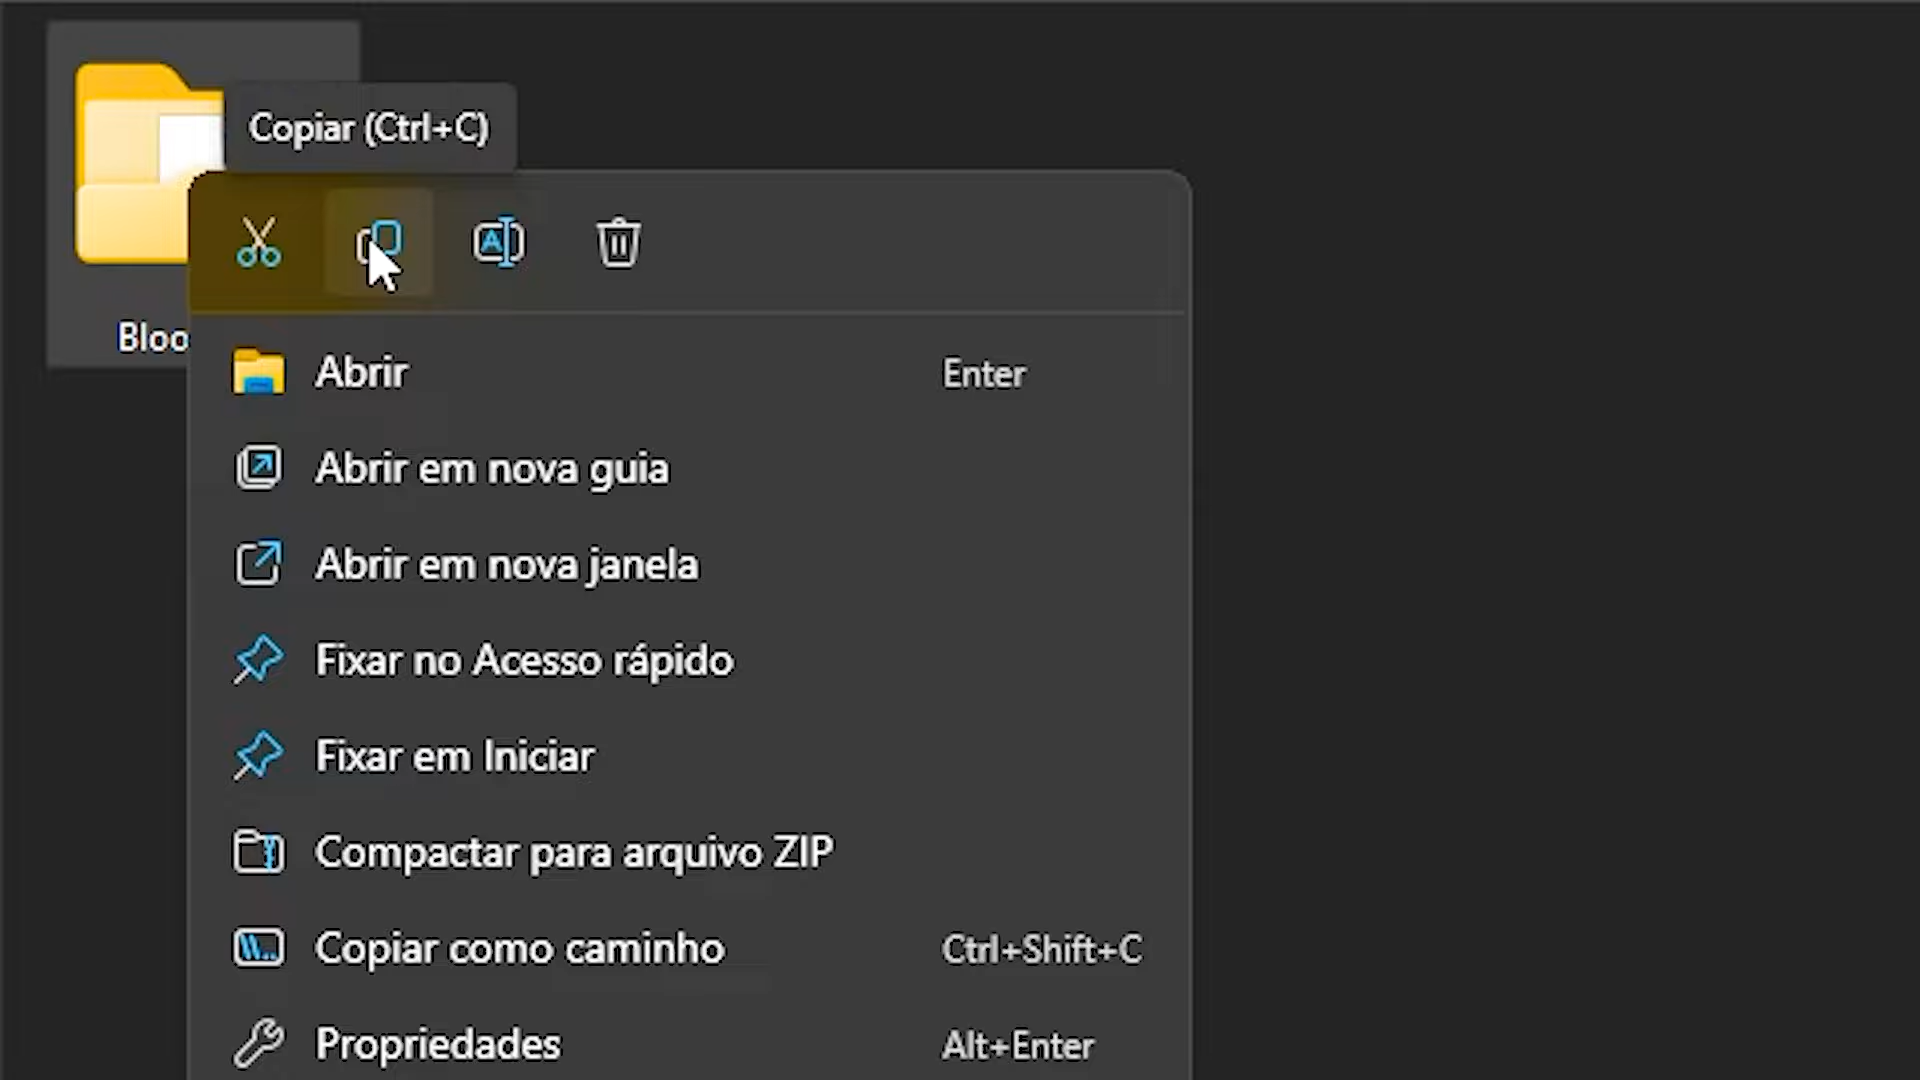 Copiar (Ctrl+C)
Bloo
Abrir Enter
Abrir em nova guia
Abrir em nova janela
Fixar no Acesso rápido
Fixar em Iniciar
Compactar para arquivo ZIP
Copiar como caminho Ctrl+Shift+C
Propriedades Alt+Enter